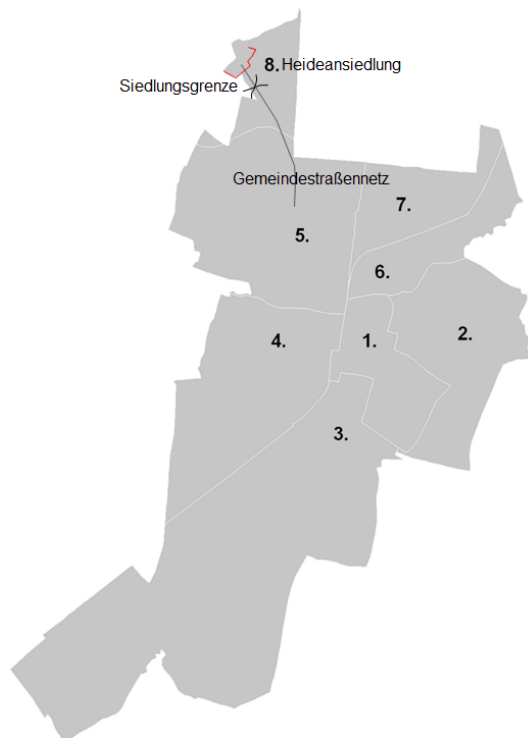 8. Heideansiedlung
Siedlungsgrenze
Gemeindestraßennetz
7.
5.
6.
4.
1.
2.
3.